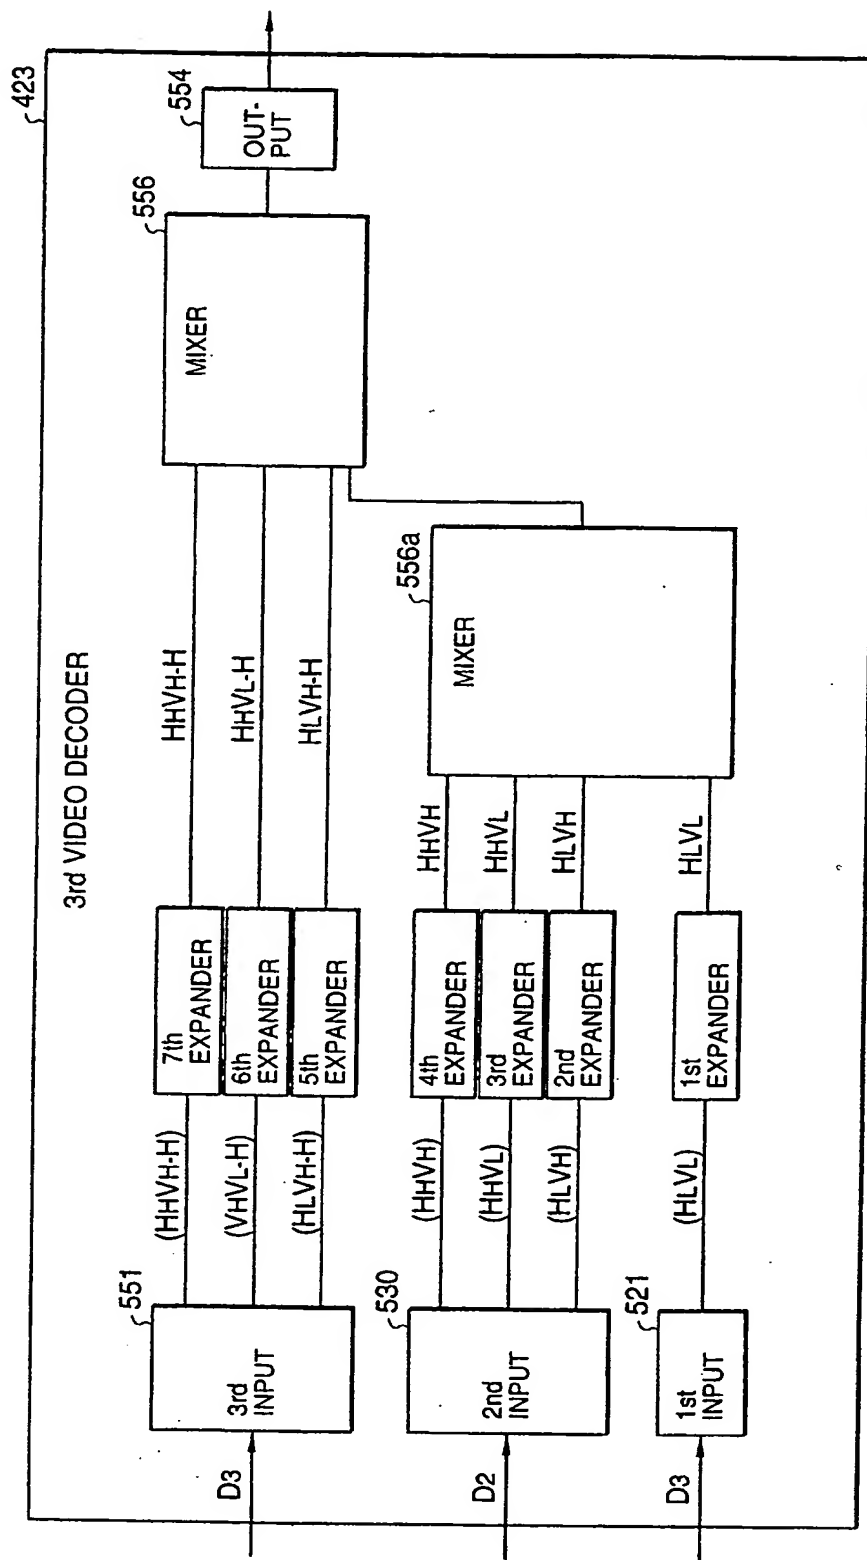 423
3rd VIDEO DECODER
D3
551
3rd
INPUT
(HHVH-H)
(VHVL-H)
(HLVH-H)
7th
EXPANDER
6th
EXPANDER
5th
EXPANDER
HHVH-H
HHVL-H
HLVH-H
556
MIXER
554
OUT-
PUT
D2
530
2nd
INPUT
(HHVH)
(HHVL)
(HLVH)
4th
EXPANDER
3rd
EXPANDER
2nd
EXPANDER
HHVH
HHVL
HLVH
556a
MIXER
D3
521
1st
INPUT
(HLVL)
1st
EXPANDER
HLVL